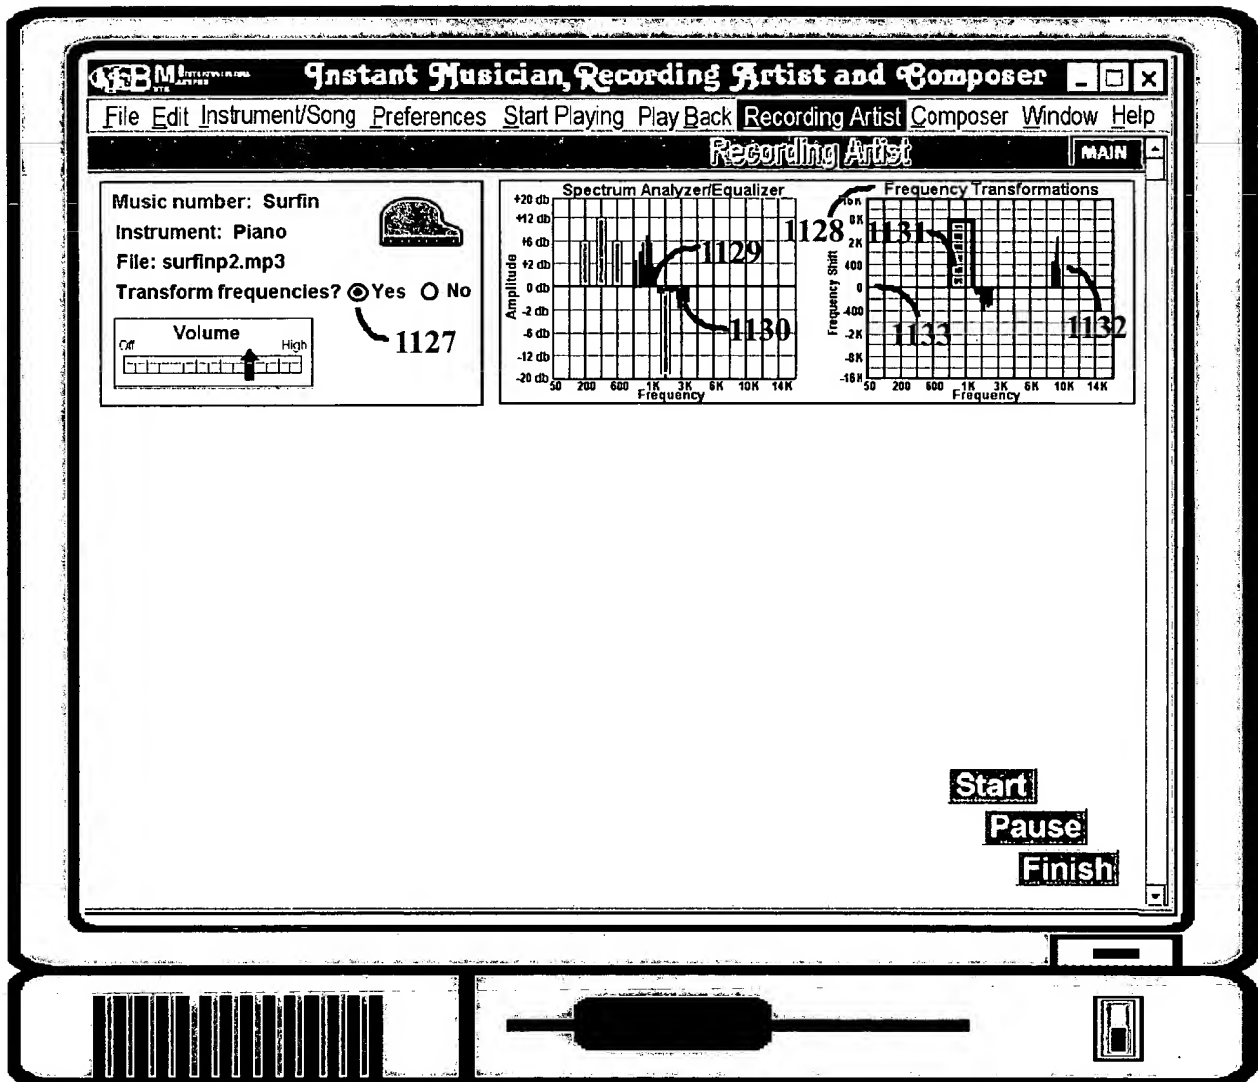 Instant Musician, Recording Artist and Composer
File Edit Instrument/Song Preferences Start Playing Play Back Recording Artist Composer Window Help
Recording Artist
MAIN
Music number: Surfin
Instrument: Piano
File: surfinp2.mp3
Transform frequencies? Yes No
1127
Volume
Off High
Spectrum Analyzer/Equalizer
+20 db
+12 db
+6 db
+2 db
0 db
-2 db
-6 db
-12 db
-20 db
Amplitude
50 200 600 1K 3K 6K 10K 14K
Frequency
1129
1130
1128
Frequency Transformations
8K
2K
400
0
-400
-2K
-8K
-16K
Frequency Shift
50 200 600 1K 3K 6K 10K 14K
Frequency
1131
1133
1132
Start
Pause
Finish